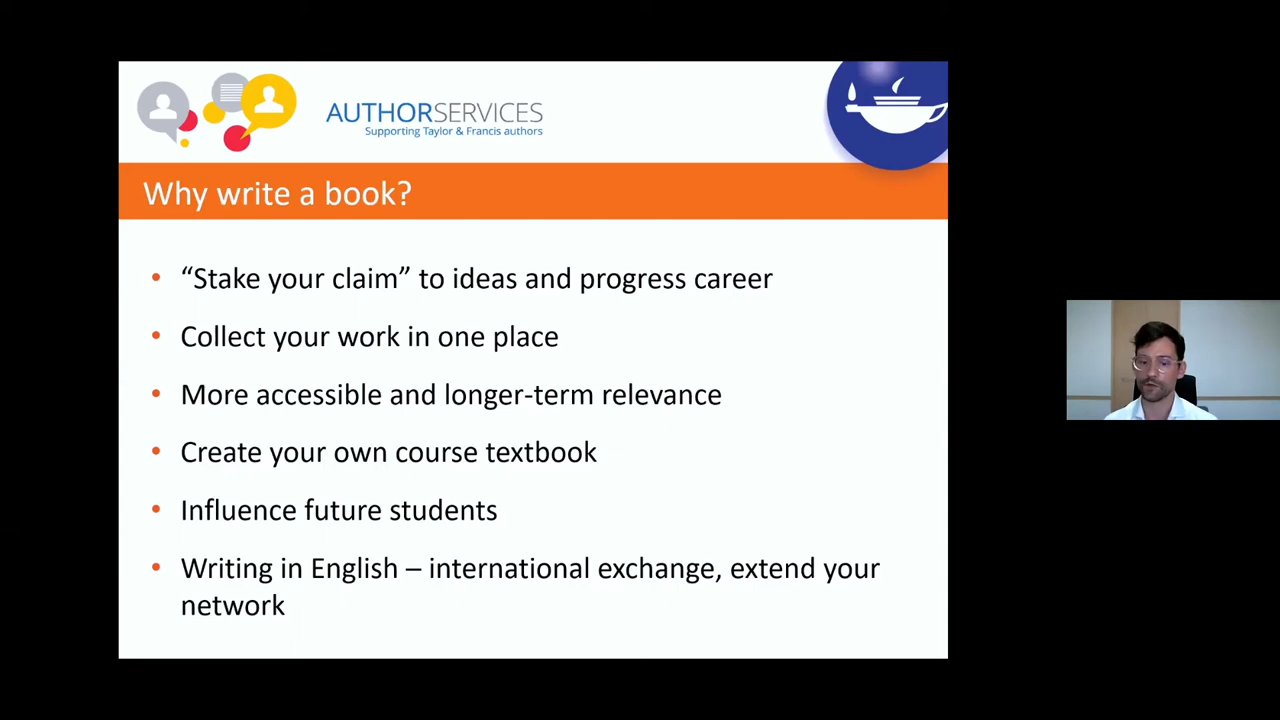 AUTHORSERVICES
Supporting Taylor & Francis authors
Why write a book?
• “Stake your claim” to ideas and progress career
• Collect your work in one place
• More accessible and longer-term relevance
• Create your own course textbook
• Influence future students
• Writing in English – international exchange, extend your
network